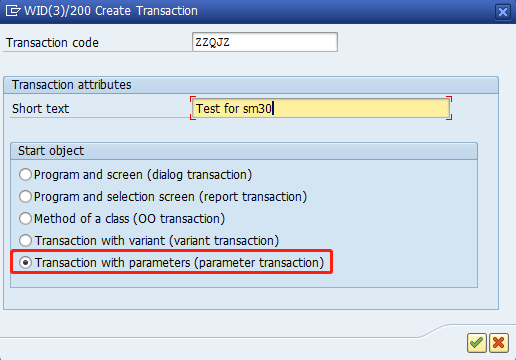 WID(3)/200 Create Transaction
Transaction code ZZQJZ
Transaction attributes
Short text Test for sm30
Start object
Program and screen (dialog transaction)
Program and selection screen (report transaction)
Method of a class (OO transaction)
Transaction with variant (variant transaction)
Transaction with parameters (parameter transaction)